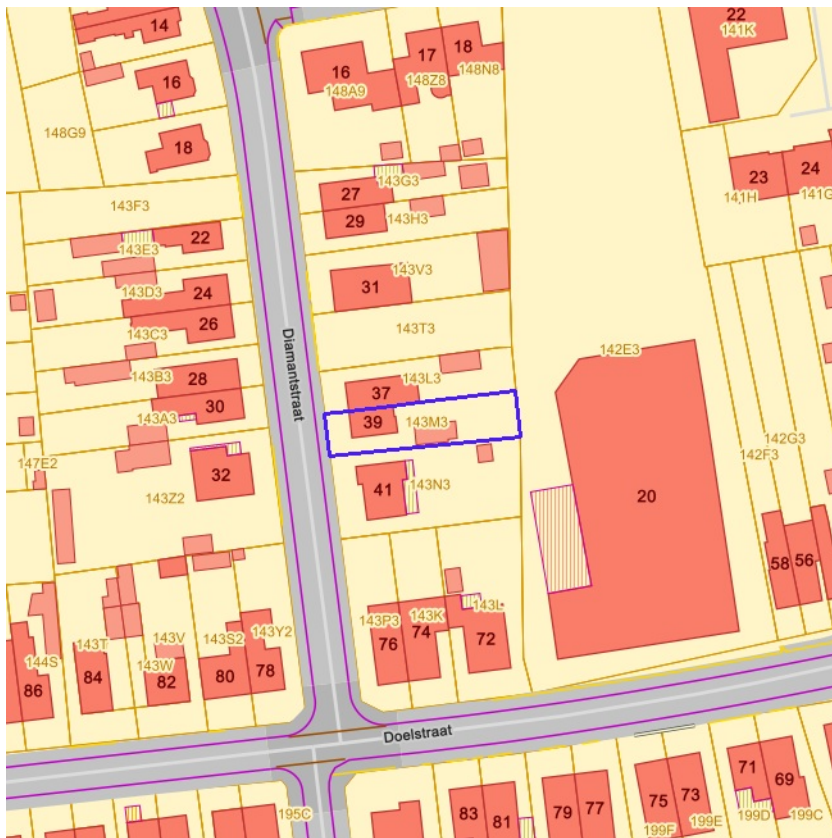 14
16
17
18
22
141K
16
148A9
148Z8
148N8
148G9
18
23
24
141H
141G
143F3
27
143G3
29
143H3
22
143E3
31
143V3
24
143D3
26
143C3
143T3
Diamantstraat
28
143B3
30
143A3
37
143L3
39
143M3
142E3
142G3
142F3
147E2
32
143Z2
41
143N3
20
58
56
144S
143T
143V
143W
143S2
143Y2
143P3
143K
143L
76
74
72
86
84
82
80
78
Doelstraat
195C
83
81
79
77
75
73
71
69
199F
199E
199D
199C